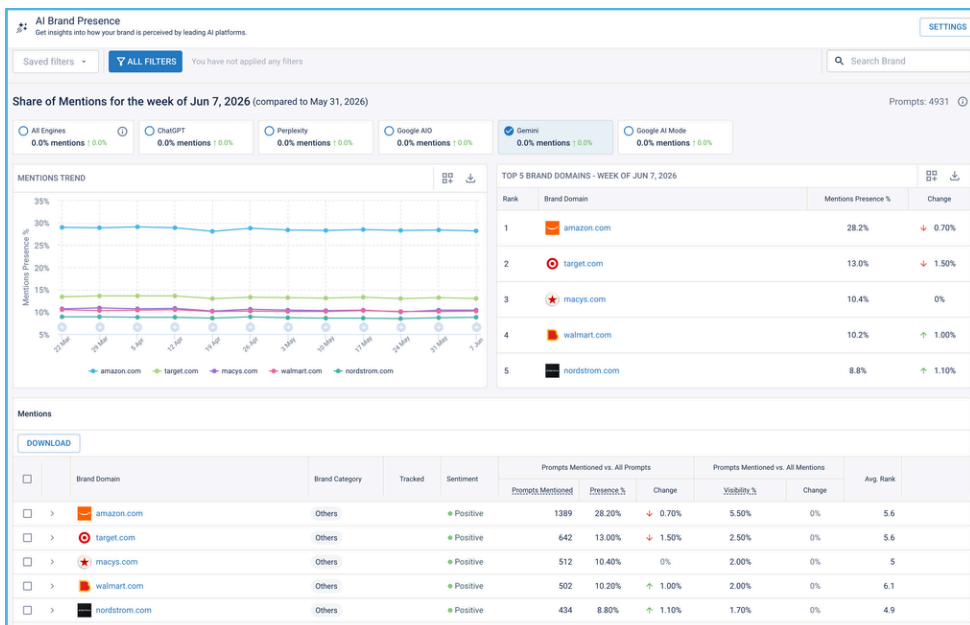 AI Brand Presence
Get insights into how your brand is perceived by leading AI platforms.
SETTINGS
Saved filters
ALL FILTERS
You have not applied any filters
Search Brand
Share of Mentions for the week of Jun 7, 2026 (compared to May 31, 2026)
Prompts: 4931
All Engines
0.0% mentions ↑ 0.0%
ChatGPT
0.0% mentions ↑ 0.0%
Perplexity
0.0% mentions ↑ 0.0%
Google AIO
0.0% mentions ↑ 0.0%
Gemini
0.0% mentions ↑ 0.0%
Google AI Mode
0.0% mentions ↑ 0.0%
MENTIONS TREND
Mentions Presence %
35%
30%
25%
20%
15%
10%
5%
22 Mar
29 Mar
5 Apr
12 Apr
19 Apr
26 Apr
3 May
10 May
17 May
24 May
31 May
7 Jun
amazon.com target.com macys.com walmart.com nordstrom.com
TOP 5 BRAND DOMAINS - WEEK OF JUN 7, 2026
Rank Brand Domain Mentions Presence % Change
1 amazon.com 28.2% ↓ 0.70%
2 target.com 13.0% ↓ 1.50%
3 macys.com 10.4% 0%
4 walmart.com 10.2% ↑ 1.00%
5 nordstrom.com 8.8% ↑ 1.10%
Mentions
DOWNLOAD
Prompts Mentioned vs. All Prompts Prompts Mentioned vs. All Mentions
Brand Domain Brand Category Tracked Sentiment Avg. Rank
Prompts Mentioned Presence % Change Visibility % Change
amazon.com Others Positive 1389 28.20% ↓ 0.70% 5.50% 0% 5.6
target.com Others Positive 642 13.00% ↓ 1.50% 2.50% 0% 5.6
macys.com Others Positive 512 10.40% 0% 2.00% 0% 5
walmart.com Others Positive 502 10.20% ↑ 1.00% 2.00% 0% 6.1
nordstrom.com Others Positive 434 8.80% ↑ 1.10% 1.70% 0% 4.9